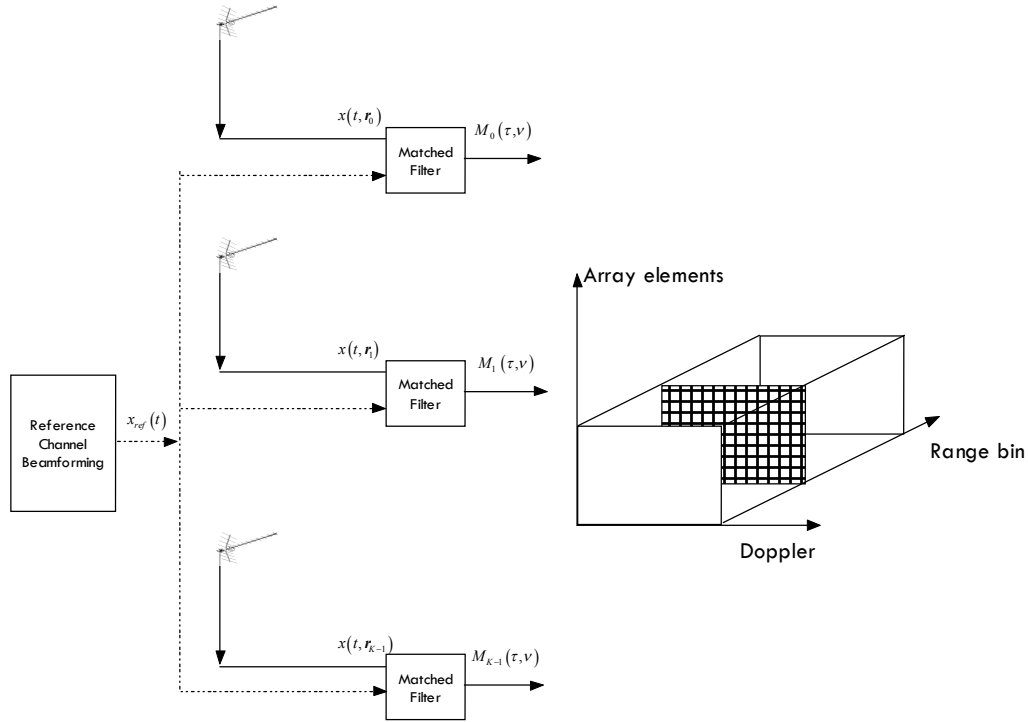 x(t, r₀)
M₀(τ,ν)
Matched
Filter
x(t, r₁)
M₁(τ,ν)
Matched
Filter
Reference
Channel
Beamforming
x_ref(t)
x(t, r_{K-1})
M_{K-1}(τ,ν)
Matched
Filter
Array elements
Range bin
Doppler